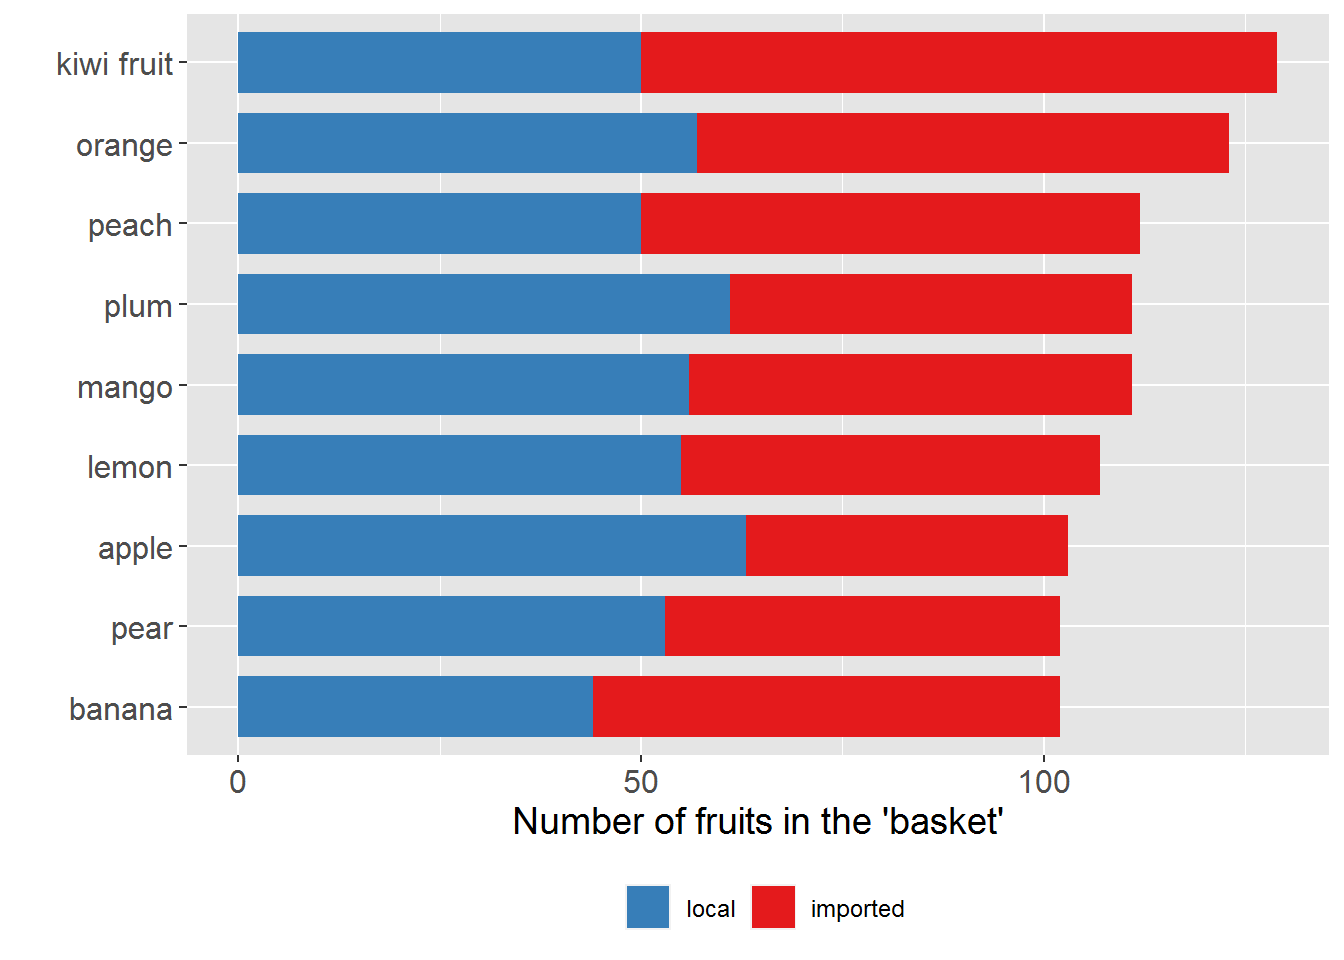 kiwi fruit
orange
peach
plum
mango
lemon
apple
pear
banana
0 50 100
Number of fruits in the 'basket'
local imported